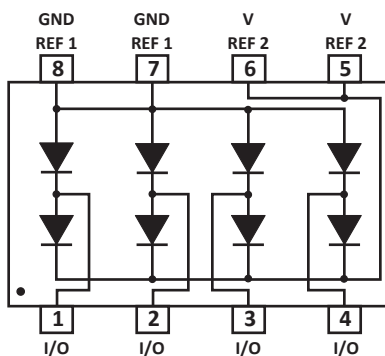 GND GND V V
REF 1 REF 1 REF 2 REF 2
8 7 6 5
1 2 3 4
I/O I/O I/O I/O